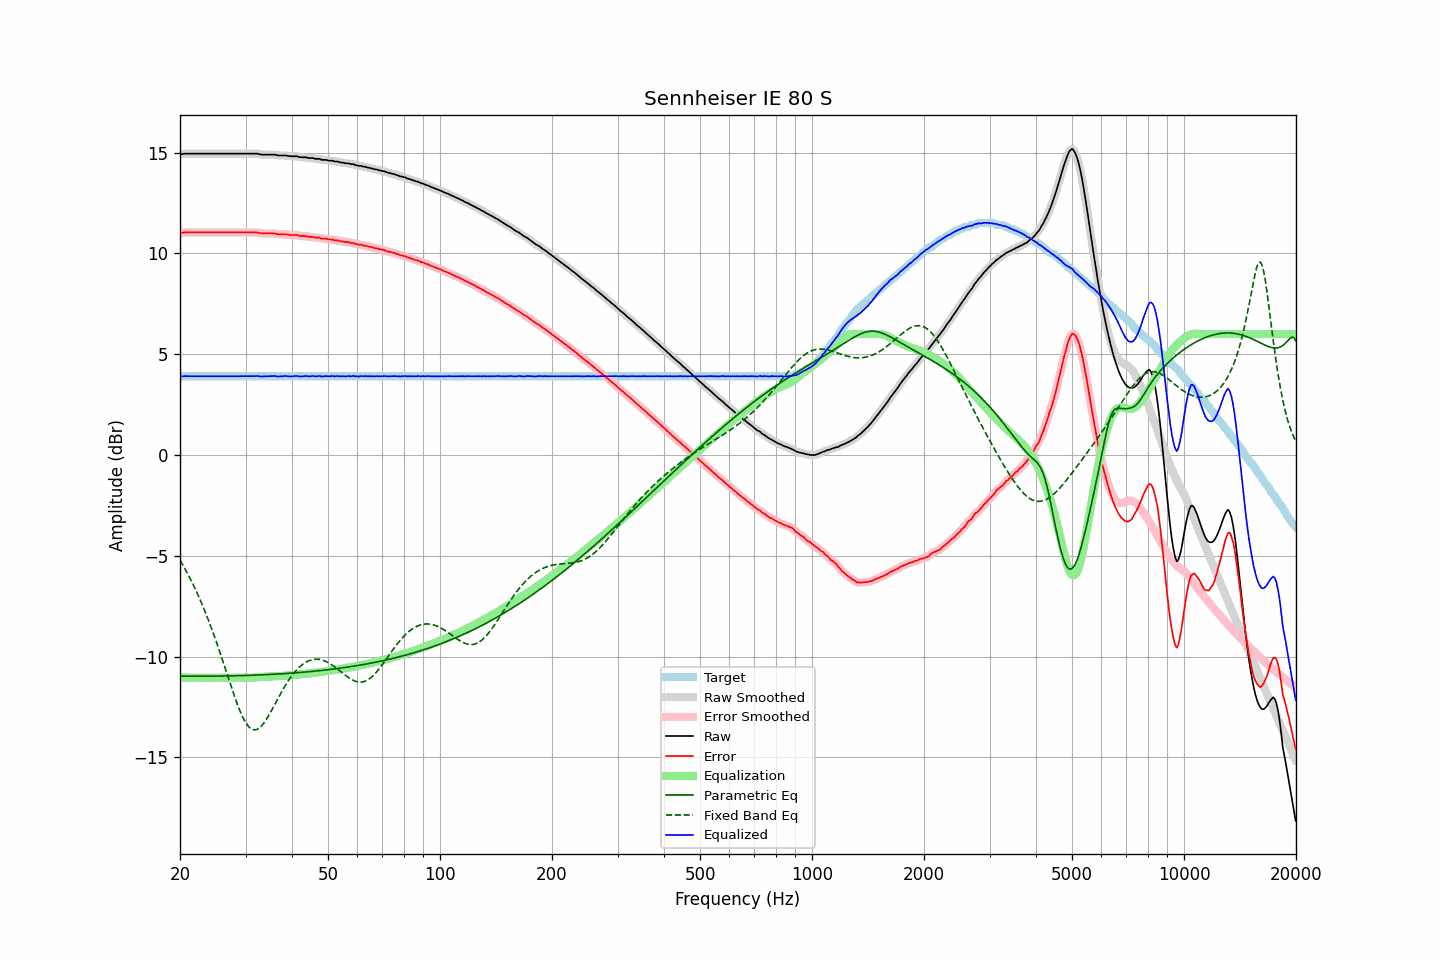 Sennheiser IE 80 S
Amplitude (dBr)
15
10
5
0
−5
−10
−15
Target
Raw Smoothed
Error Smoothed
Raw
Error
Equalization
Parametric Eq
Fixed Band Eq
Equalized
20 50 100 200 500 1000 2000 5000 10000 20000
Frequency (Hz)